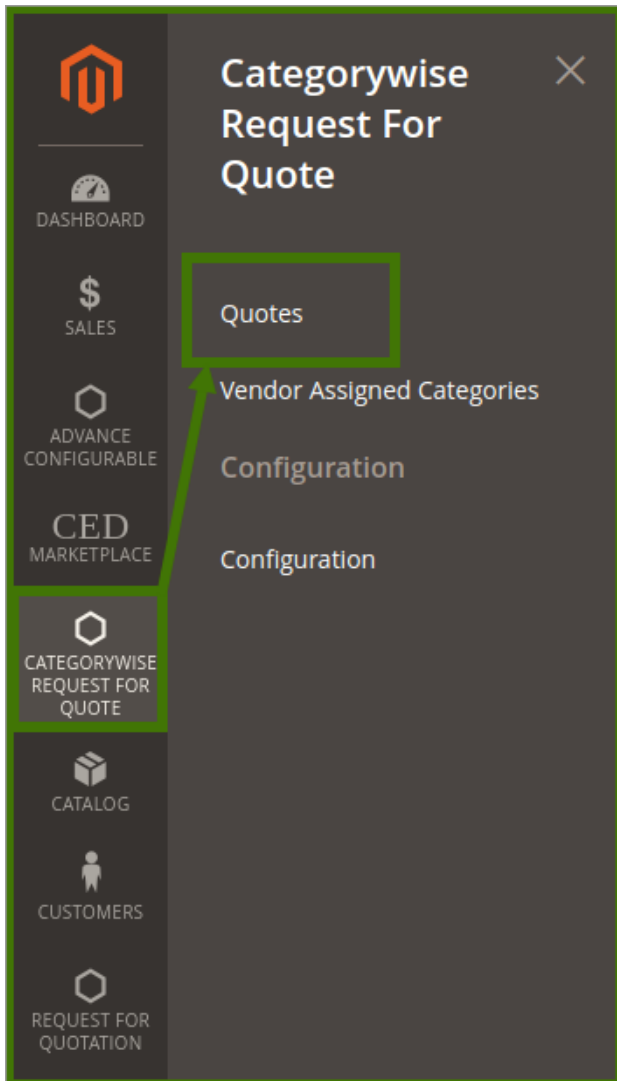 DASHBOARD
$
SALES
ADVANCE
CONFIGURABLE
CED
MARKETPLACE
CATEGORYWISE
REQUEST FOR
QUOTE
CATALOG
CUSTOMERS
REQUEST FOR
QUOTATION
Categorywise
Request For
Quote
Quotes
Vendor Assigned Categories
Configuration
Configuration